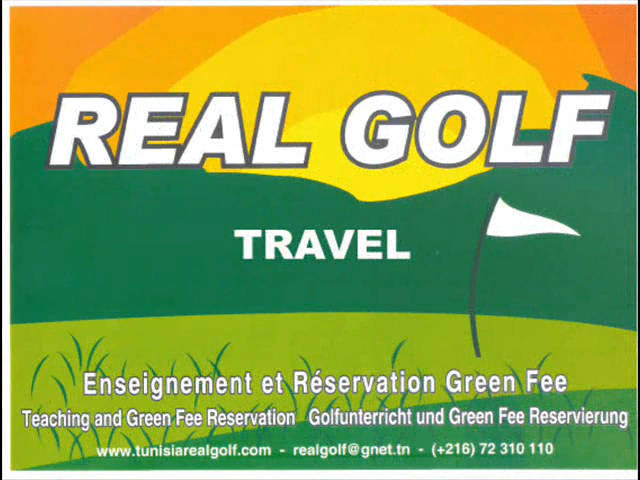 REAL GOLF
TRAVEL
Enseignement et Réservation Green Fee
Teaching and Green Fee Reservation Golfunterricht und Green Fee Reservierung
www.tunisiarealgolf.com - realgolf@gnet.tn - (+216) 72 310 110